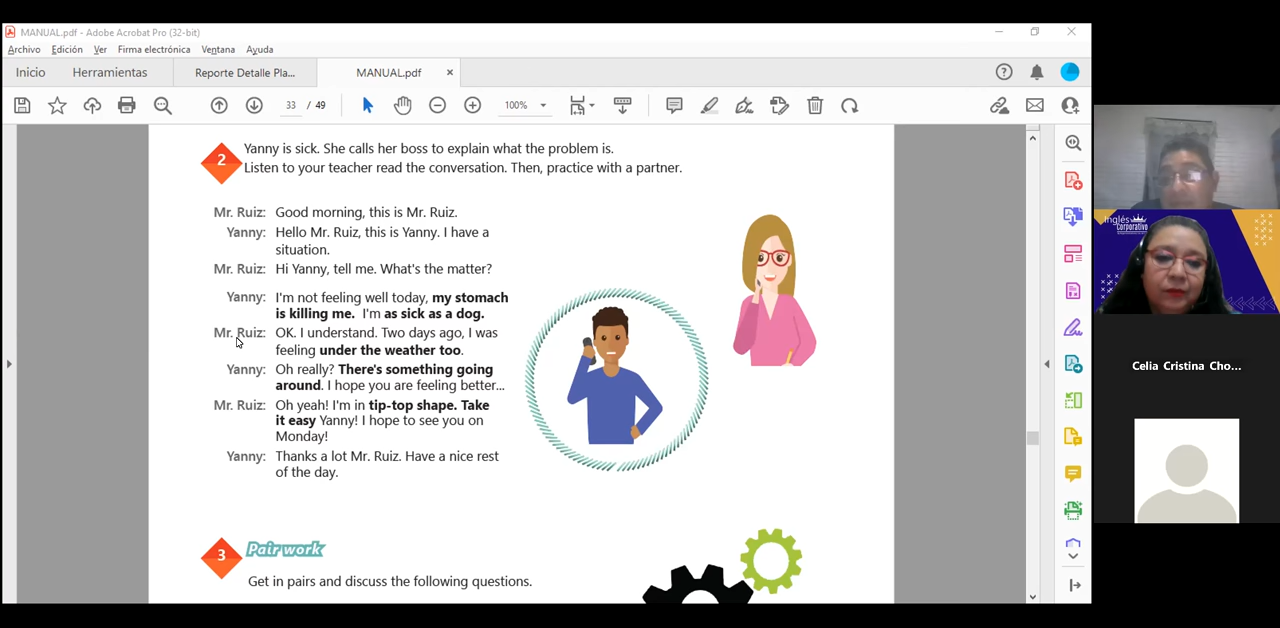 MANUAL.pdf - Adobe Acrobat Pro (32-bit)
Archivo Edición Ver Firma electrónica Ventana Ayuda
Inicio Herramientas Reporte Detalle Pla... MANUAL.pdf ×
33 / 49 100%
2
Yanny is sick. She calls her boss to explain what the problem is.
Listen to your teacher read the conversation. Then, practice with a partner.
Mr. Ruiz: Good morning, this is Mr. Ruiz.
Yanny: Hello Mr. Ruiz, this is Yanny. I have a
situation.
Mr. Ruiz: Hi Yanny, tell me. What's the matter?
Yanny: I'm not feeling well today, my stomach
is killing me. I'm as sick as a dog.
Mr. Ruiz: OK. I understand. Two days ago, I was
feeling under the weather too.
Yanny: Oh really? There's something going
around. I hope you are feeling better...
Mr. Ruiz: Oh yeah! I'm in tip-top shape. Take
it easy Yanny! I hope to see you on
Monday!
Yanny: Thanks a lot Mr. Ruiz. Have a nice rest
of the day.
3
Pair work
Get in pairs and discuss the following questions.
Inglés
Corporativo
Celia Cristina Cho...